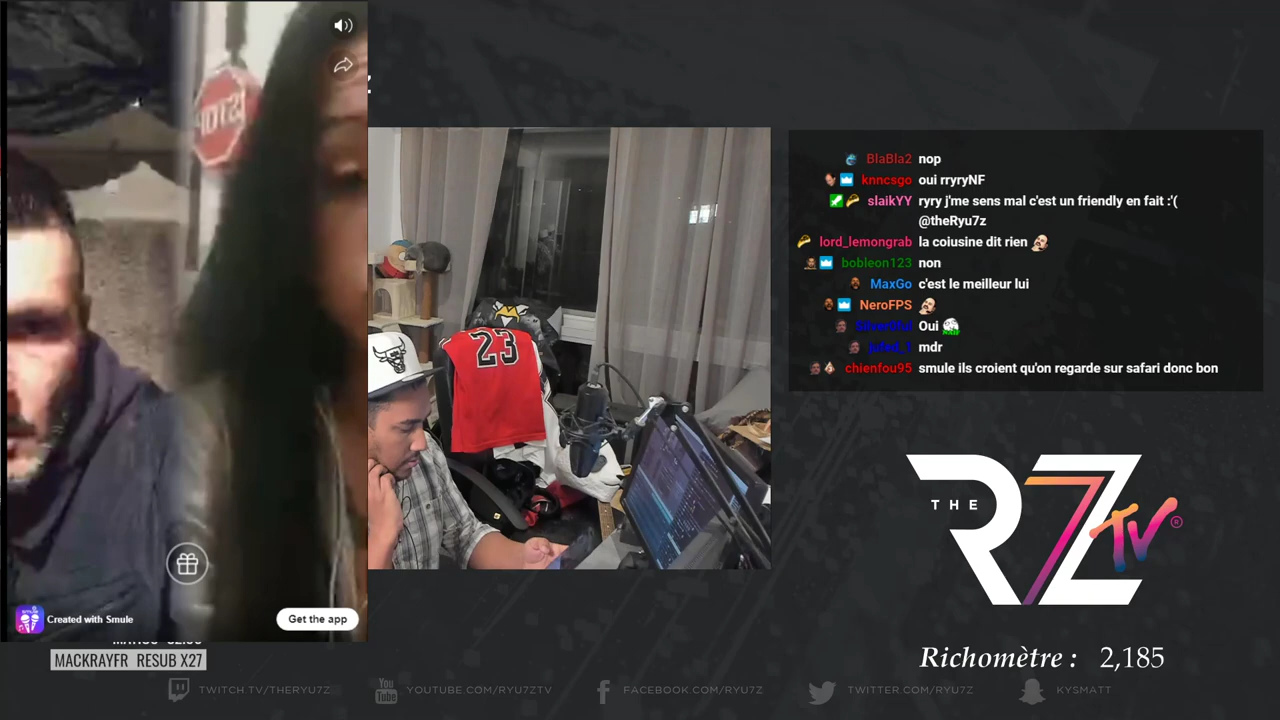 STOP
Created with Smule
Get the app
MACKRAYFR RESUB X27
23
BlaBla2 nop
knncsgo oui rryryNF
slaikYY ryry j'me sens mal c'est un friendly en fait :'(
@theRyu7z
lord_lemongrab la coiusine dit rien
bobleon123 non
MaxGo c'est le meilleur lui
NeroFPS
Oui
mdr
chienfou95 smule ils croient qu'on regarde sur safari donc bon
THE
RZ
TV®
Richomètre : 2,185
TWITCH.TV/THERYU7Z
You Tube YOUTUBE.COM/RYU7ZTV
FACEBOOK.COM/RYU7Z
TWITTER.COM/RYU7Z
KYSMATT